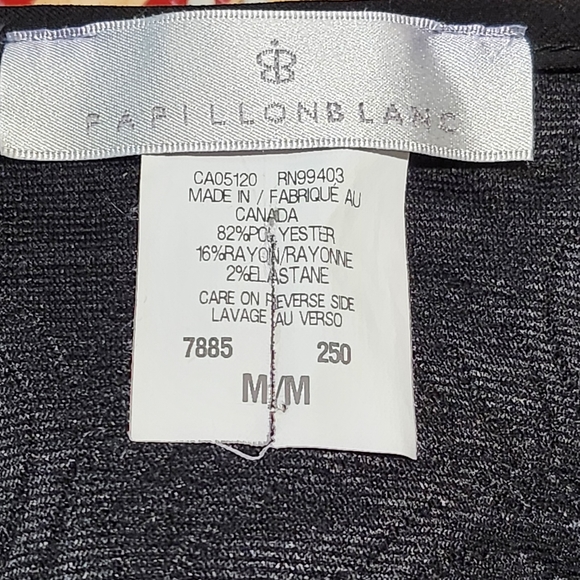 PAPILLONBLANC
CA05120 RN99403
MADE IN / FABRIQUÉ AU
CANADA
82%POLYESTER
16%RAYON/RAYONNE
2%ELASTANE
CARE ON REVERSE SIDE
LAVAGE AU VERSO
7885 250
M/M